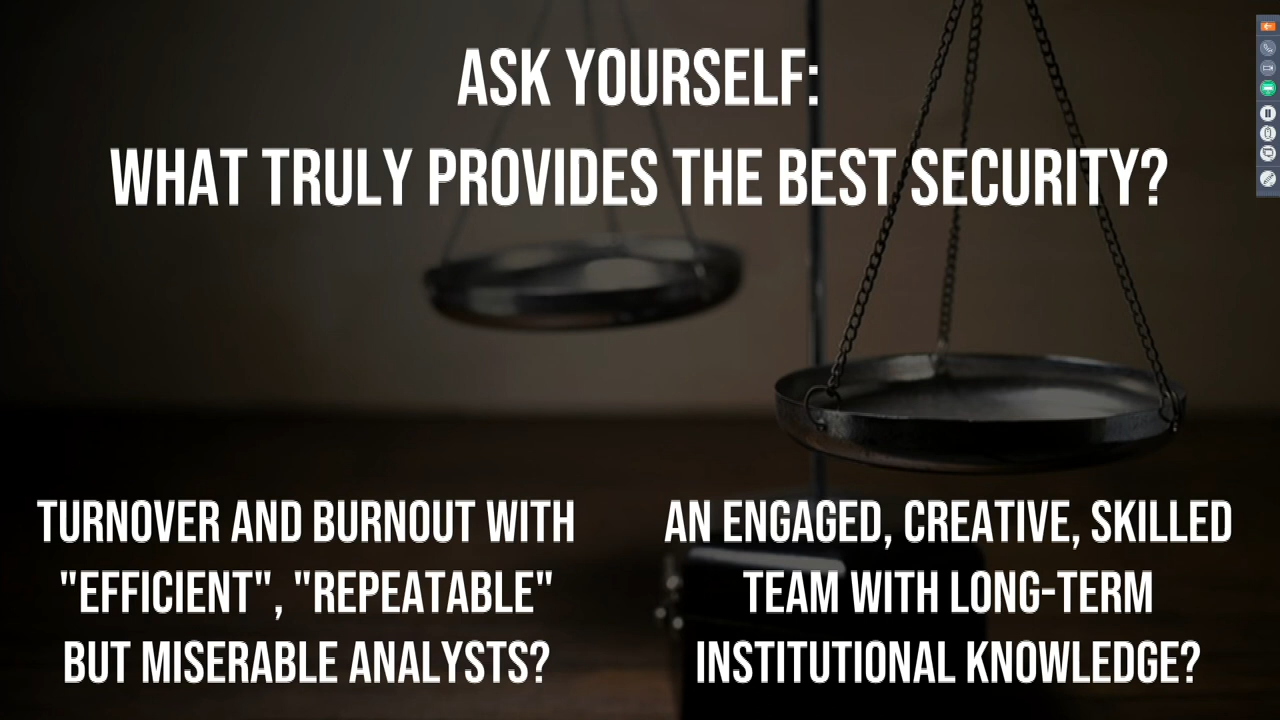 ASK YOURSELF:
WHAT TRULY PROVIDES THE BEST SECURITY?
TURNOVER AND BURNOUT WITH
"EFFICIENT", "REPEATABLE"
BUT MISERABLE ANALYSTS?
AN ENGAGED, CREATIVE, SKILLED
TEAM WITH LONG-TERM
INSTITUTIONAL KNOWLEDGE?